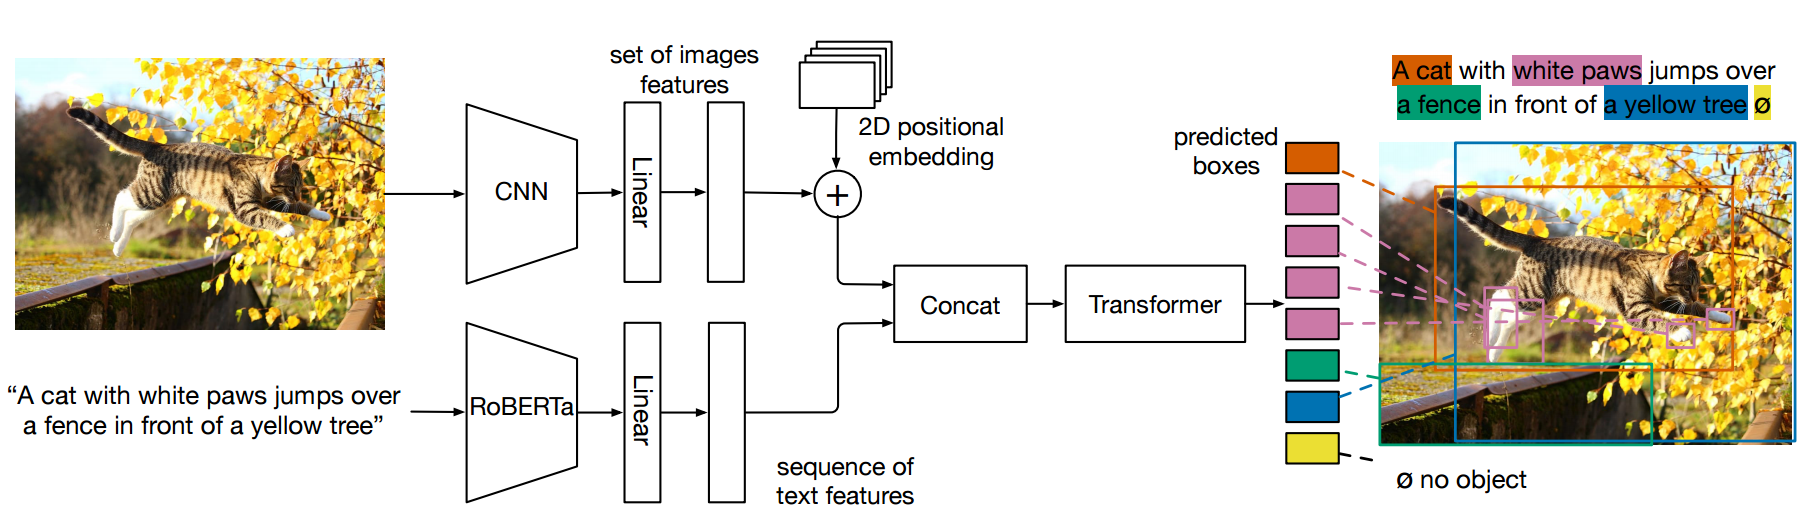 set of images
features
2D positional
embedding
CNN
Linear
+
"A cat with white paws jumps over
a fence in front of a yellow tree"
RoBERTa
Linear
sequence of
text features
Concat
Transformer
predicted
boxes
A cat with white paws jumps over
a fence in front of a yellow tree ø
ø no object